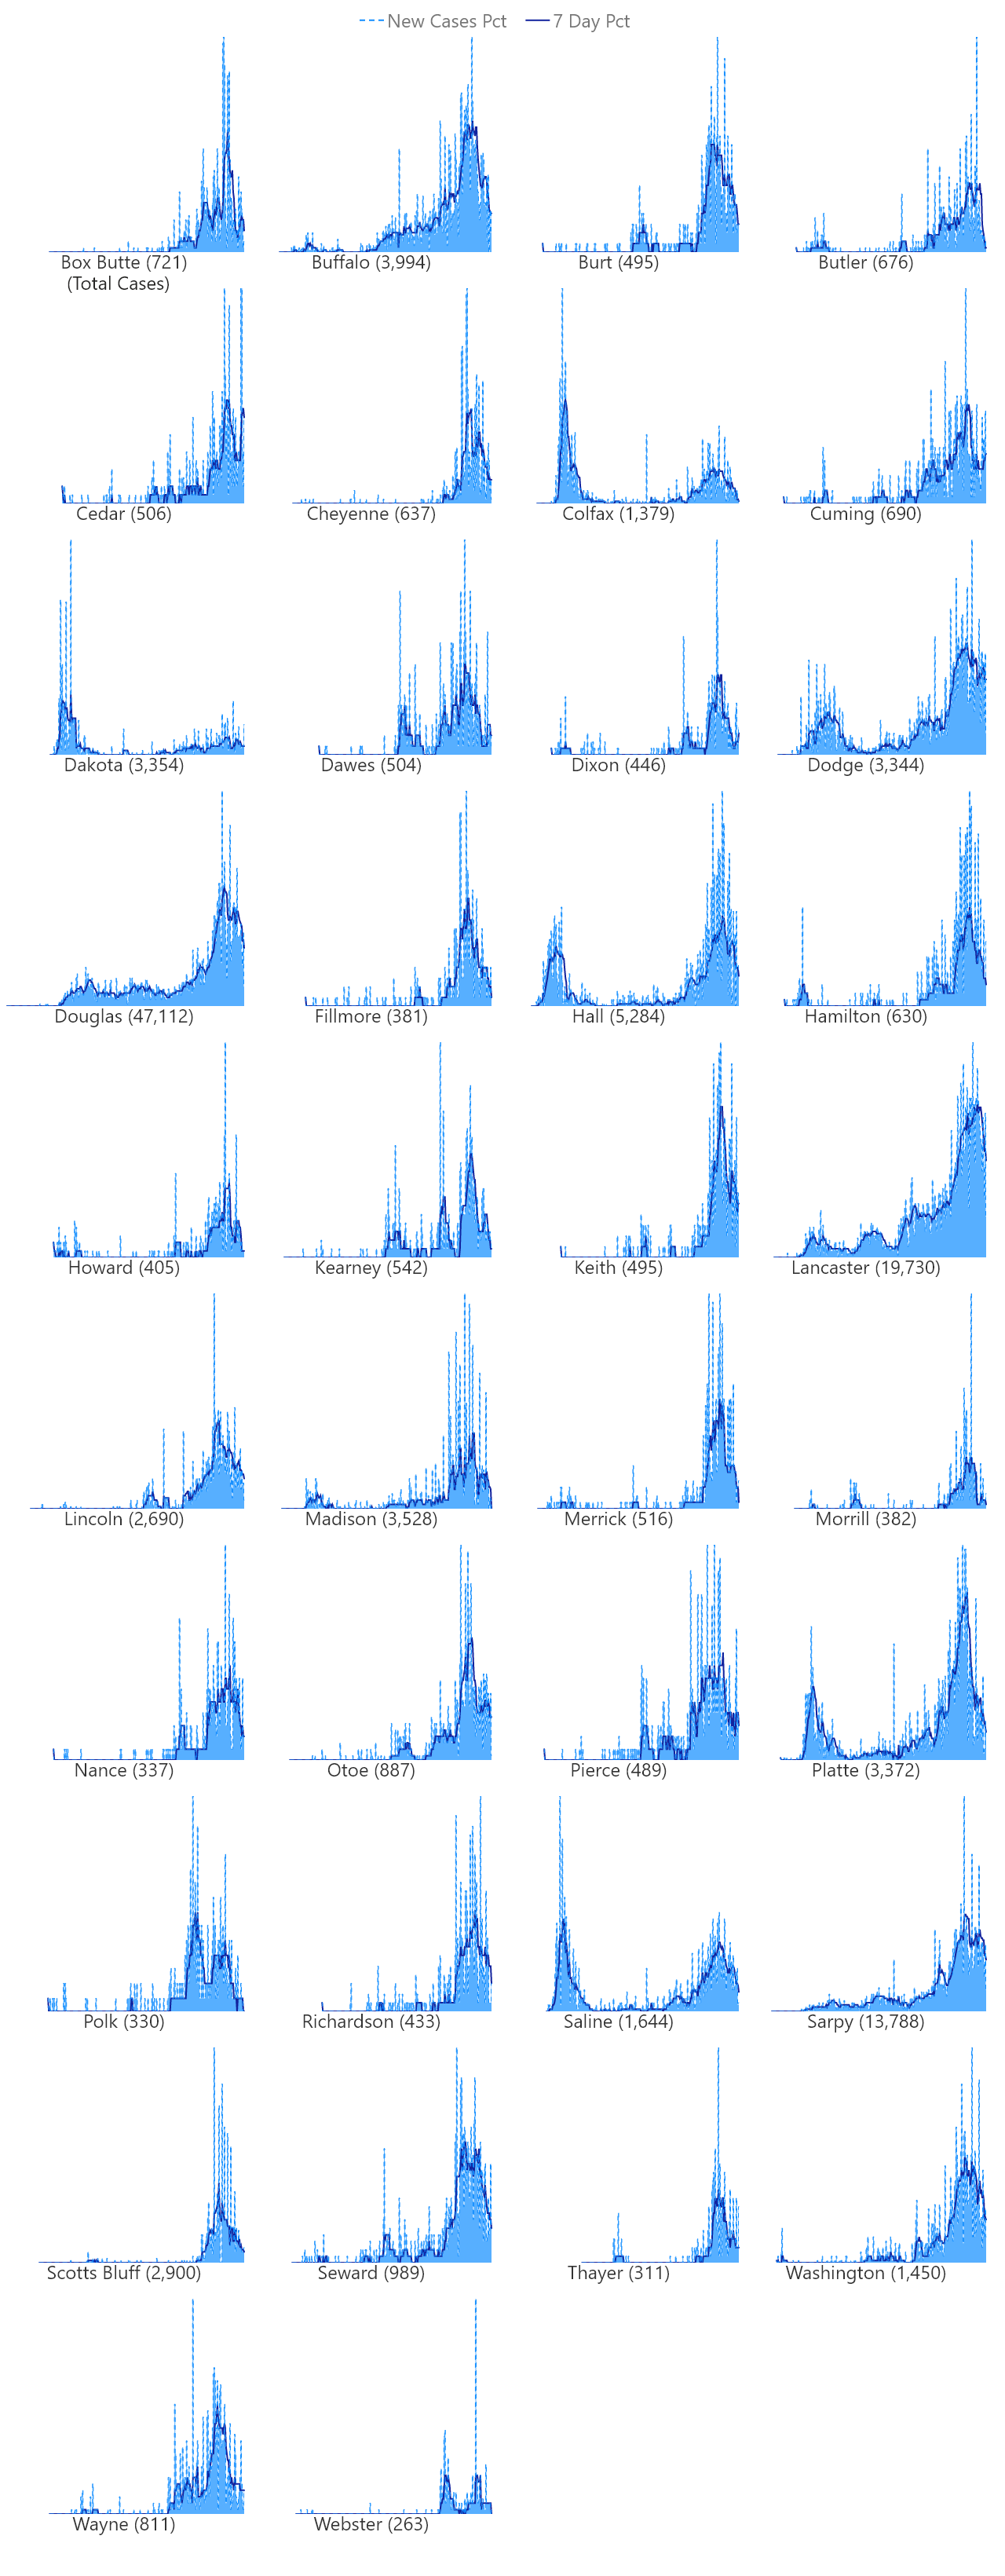 New Cases Pct 7 Day Pct
Box Butte (721) Buffalo (3,994) Burt (495) Butler (676)
(Total Cases)
Cedar (506) Cheyenne (637) Colfax (1,379) Cuming (690)
Dakota (3,354) Dawes (504) Dixon (446) Dodge (3,344)
Douglas (47,112) Fillmore (381) Hall (5,284) Hamilton (630)
Howard (405) Kearney (542) Keith (495) Lancaster (19,730)
Lincoln (2,690) Madison (3,528) Merrick (516) Morrill (382)
Nance (337) Otoe (887) Pierce (489) Platte (3,372)
Polk (330) Richardson (433) Saline (1,644) Sarpy (13,788)
Scotts Bluff (2,900) Seward (989) Thayer (311) Washington (1,450)
Wayne (811) Webster (263)